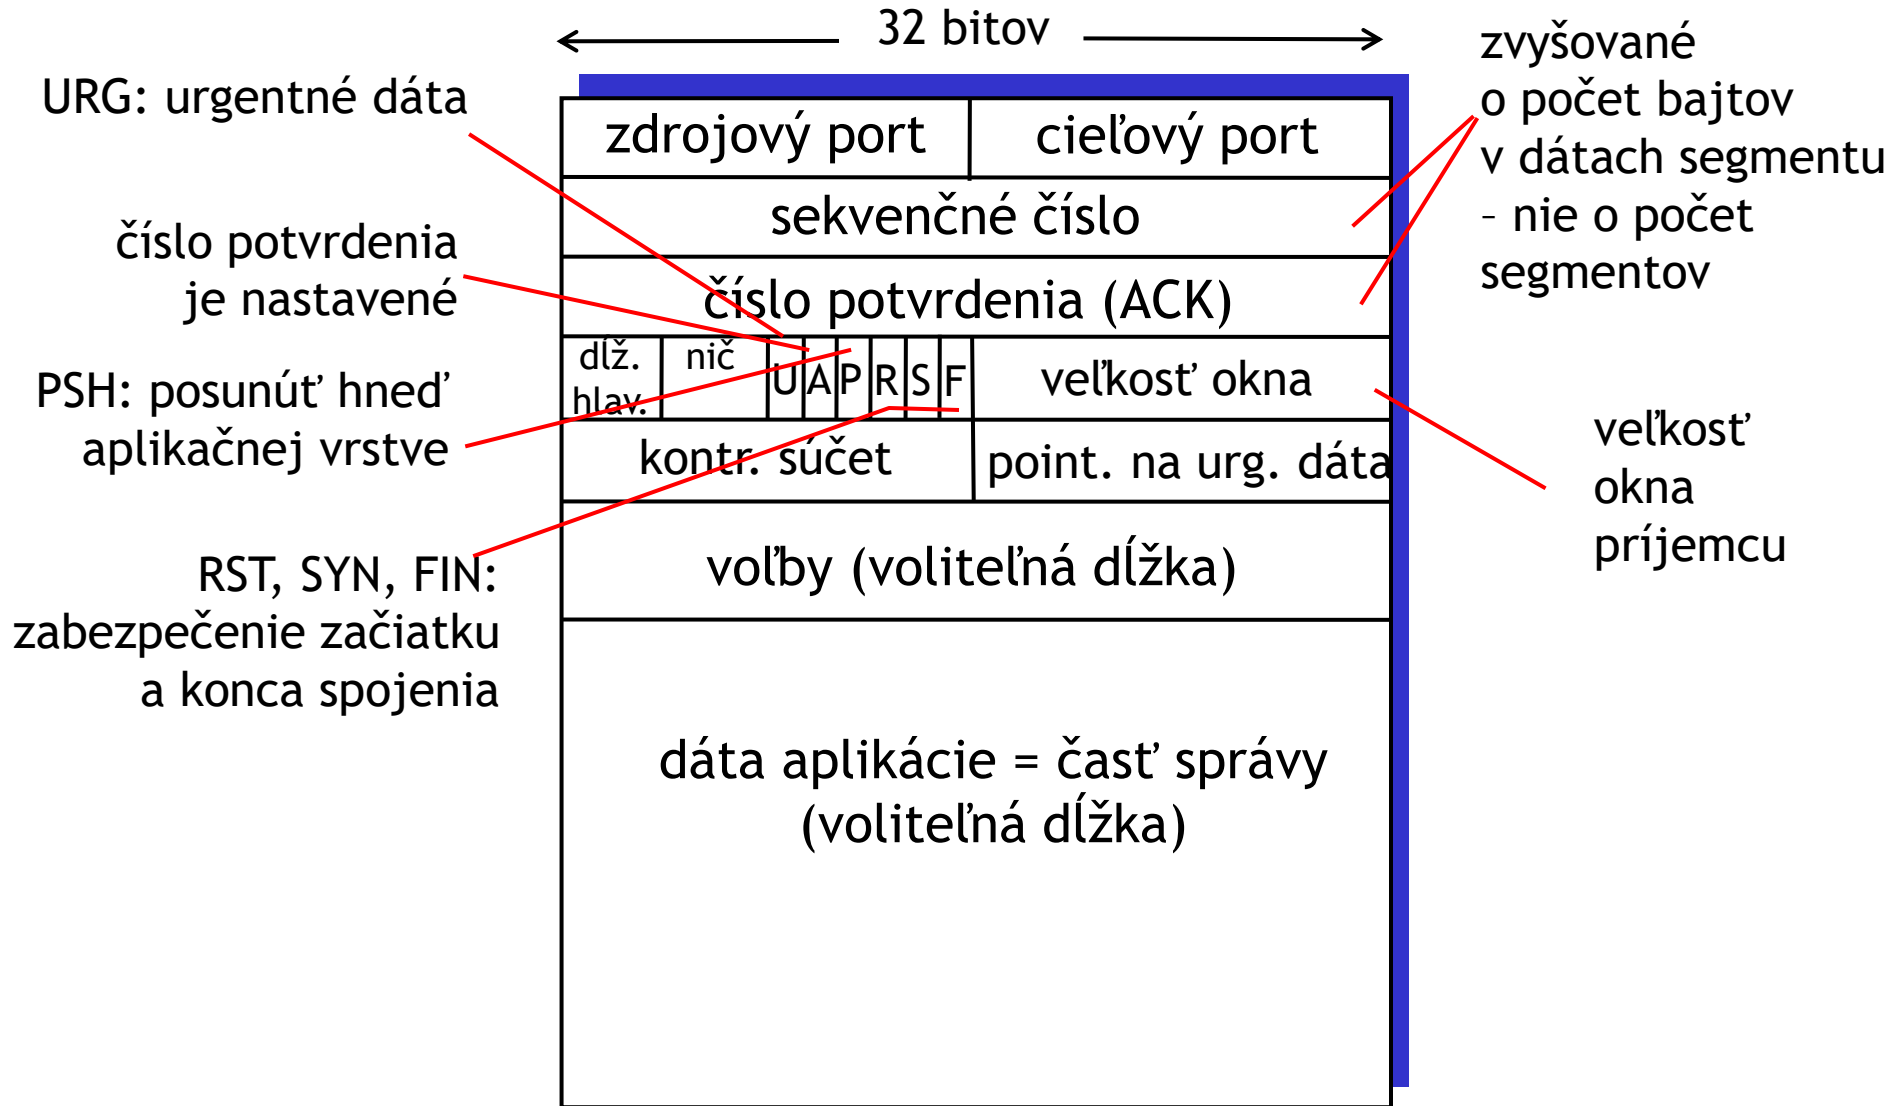 32 bitov
URG: urgentné dáta
číslo potvrdenia
je nastavené
PSH: posunúť hneď
aplikačnej vrstve
RST, SYN, FIN:
zabezpečenie začiatku
a konca spojenia
zdrojový port
cieľový port
sekvenčné číslo
číslo potvrdenia (ACK)
dĺž.
hlav.
nič
U A P R S F
veľkosť okna
kontr. súčet
point. na urg. dáta
voľby (voliteľná dĺžka)
dáta aplikácie = časť správy
(voliteľná dĺžka)
zvyšované
o počet bajtov
v dátach segmentu
– nie o počet
segmentov
veľkosť
okna
príjemcu